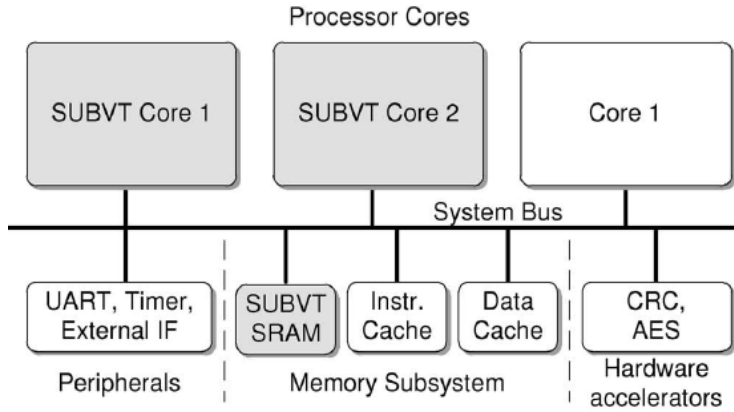 Processor Cores
SUBVT Core 1
SUBVT Core 2
Core 1
System Bus
UART, Timer,
External IF
SUBVT
SRAM
Instr.
Cache
Data
Cache
CRC,
AES
Peripherals
Memory Subsystem
Hardware
accelerators